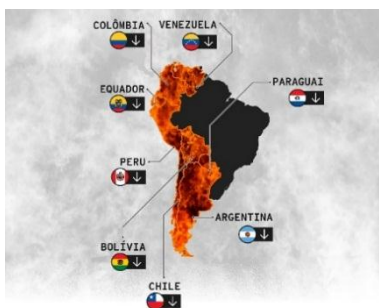 COLÔMBIA
VENEZUELA
EQUADOR
PARAGUAI
PERU
ARGENTINA
BOLÍVIA
CHILE